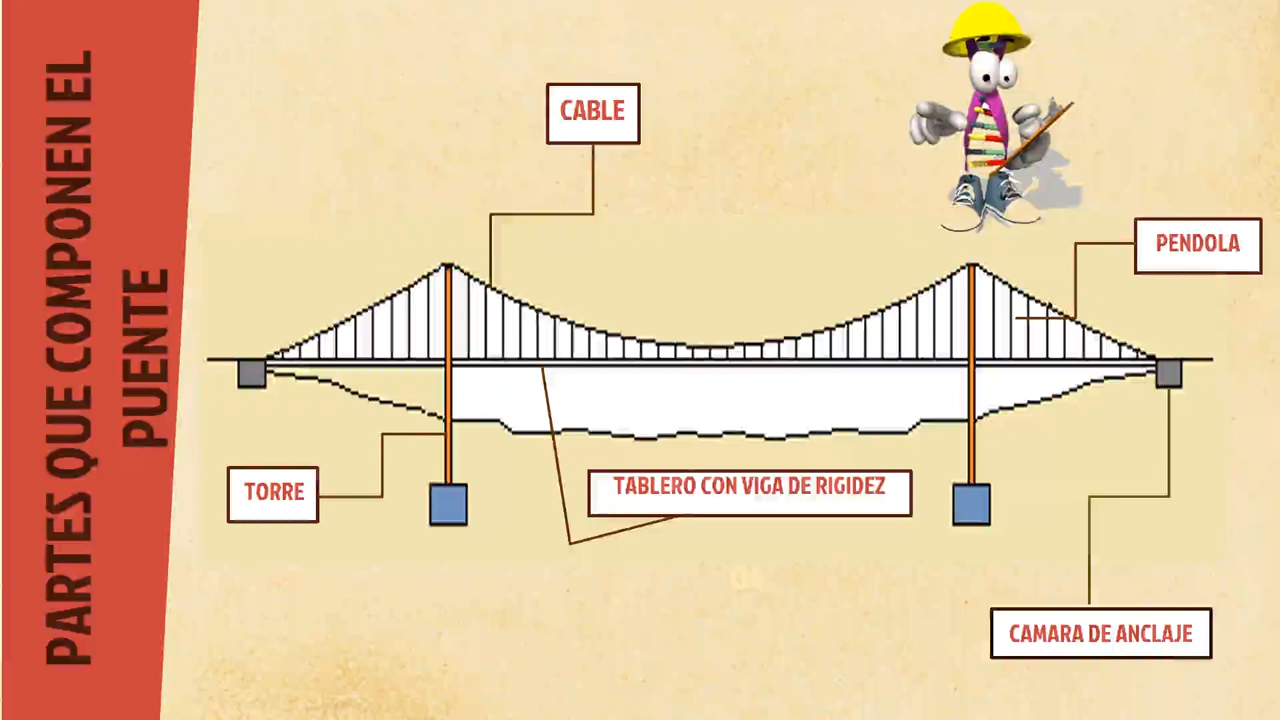 PARTES QUE COMPONEN EL
PUENTE
CABLE
PENDOLA
TORRE
TABLERO CON VIGA DE RIGIDEZ
CAMARA DE ANCLAJE